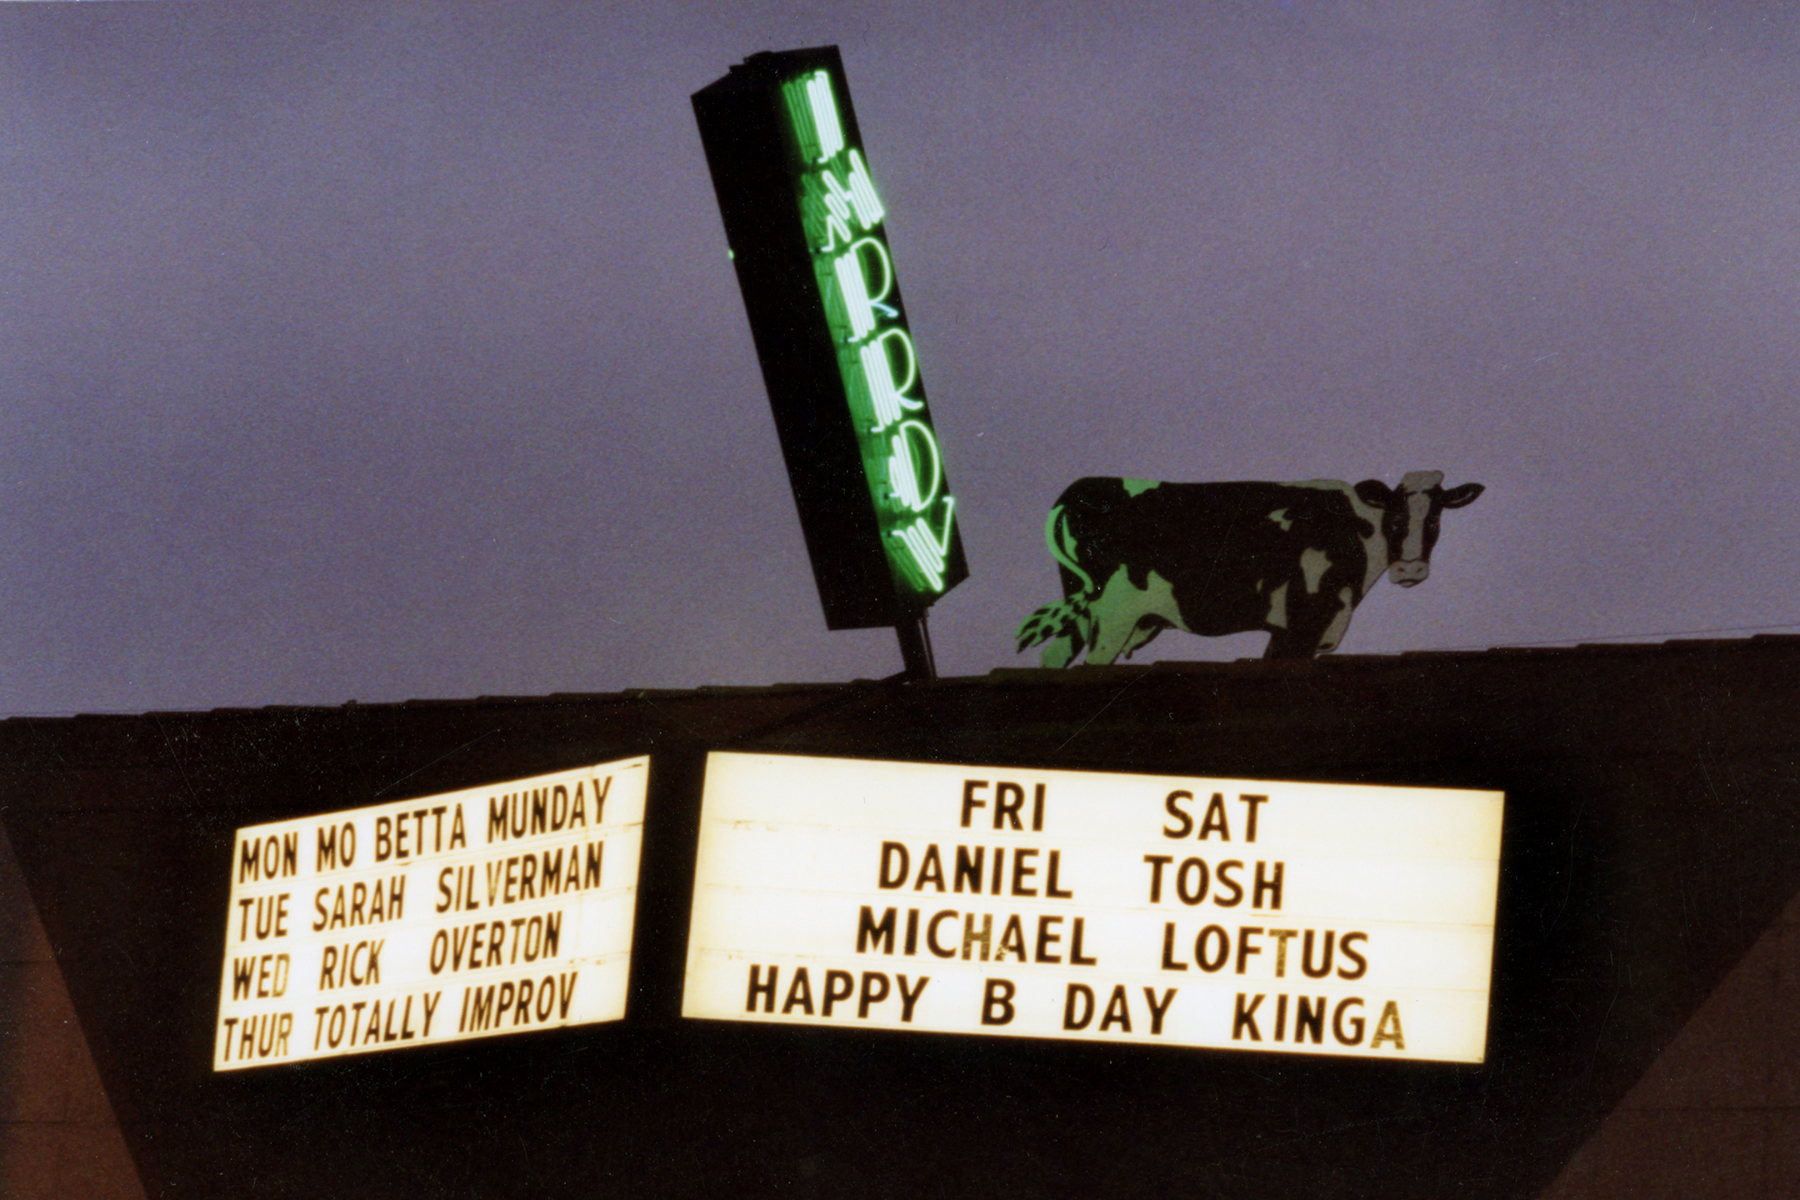 IMPROV
MON MO BETTA MUNDAY
TUE SARAH SILVERMAN
WED RICK OVERTON
THUR TOTALLY IMPROV
FRI SAT
DANIEL TOSH
MICHAEL LOFTUS
HAPPY B DAY KINGA